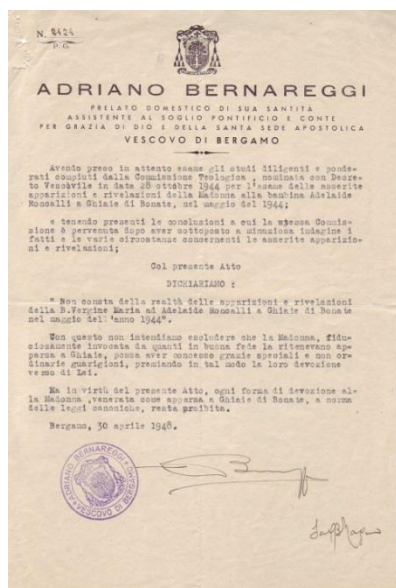 N. 2424
P. G.
ADRIANO BERNAREGGI
PRELATO DOMESTICO DI SUA SANTITÀ
ASSISTENTE AL SOGLIO PONTIFICIO E CONTE
PER GRAZIA DI DIO E DELLA SANTA SEDE APOSTOLICA
VESCOVO DI BERGAMO
Avendo preso in attento esame gli studi diligenti e ponde-
rati compiuti dalla Commissione Teologica , nominata con Decre-
to Vescovile in data 28 ottobre 1944 per l'esame delle asserite
apparizioni e rivelazioni della Madonna alla bambina Adelaide
Roncalli a Ghiaie di Bonate, nel maggio del 1944;
e tenendo presenti le conclusioni a cui la stessa Commis-
sione è pervenuta dopo aver sottoposto a minuziosa indagine i
fatti e le varie circostanze concernenti le asserite apparizio-
ni e rivelazioni;
Col presente Atto
DICHIARIAMO :
" Non consta della realtà delle apparizioni e rivelazioni
della B.Vergine Maria ad Adelaide Roncalli a Ghiaie di Bonate
nel maggio dell'anno 1944".
Con questo non intendiamo escludere che la Madonna, fidu-
ciosamente invocata da quanti in buona fede la ritenevano ap-
parsa a Ghiaie, possa aver concesso grazie speciali e non or-
dinarie guarigioni, premiando in tal modo la loro devozione
verso di Lei.
Ma in virtù del presente Atto, ogni forma di devozione al-
la Madonna ,venerata come apparsa a Ghiaie di Bonate, a norma
delle leggi canoniche, resta proibita.
Bergamo, 30 aprile 1948.
ADRIANO BERNAREGGI
VESCOVO DI BERGAMO